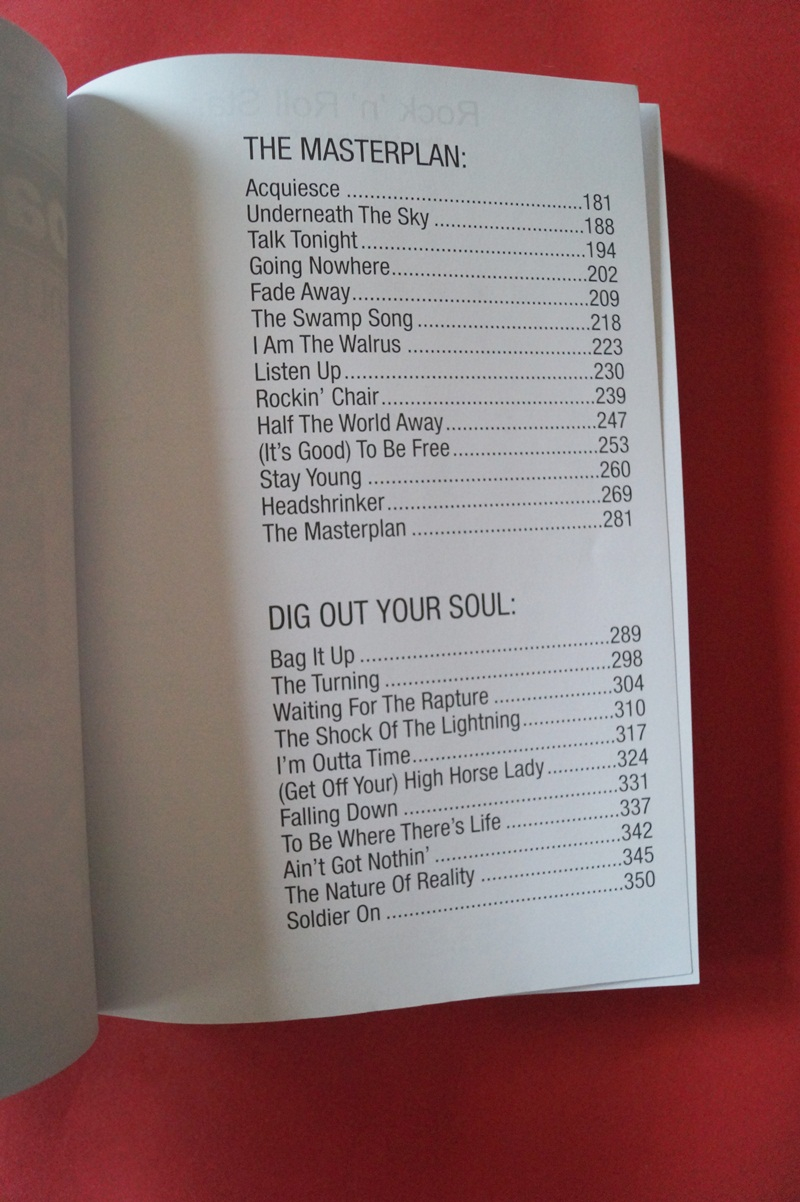 THE MASTERPLAN:
Acquiesce ........................................181
Underneath The Sky ..........................188
Talk Tonight.......................................194
Going Nowhere..................................202
Fade Away.........................................209
The Swamp Song ..............................218
I Am The Walrus ................................223
Listen Up...........................................230
Rockin' Chair.....................................239
Half The World Away..........................247
(It's Good) To Be Free.........................253
Stay Young ........................................260
Headshrinker.....................................269
The Masterplan .................................281
DIG OUT YOUR SOUL:
Bag It Up ...........................................289
The Turning .......................................298
Waiting For The Rapture .....................304
The Shock Of The Lightning................310
I'm Outta Time...................................317
(Get Off Your) High Horse Lady............324
Falling Down .....................................331
To Be Where There's Life ....................337
Ain't Got Nothin' ................................342
The Nature Of Reality .........................345
Soldier On .........................................350